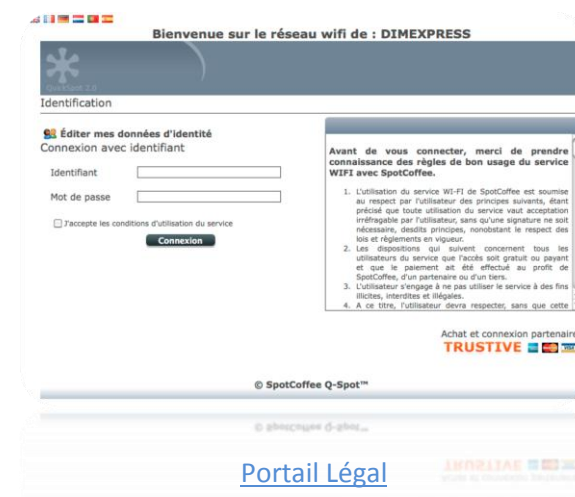 Bienvenue sur le réseau wifi de : DIMEXPRESS
QuickSpot 2.0
Identification
Éditer mes données d'identité
Connexion avec identifiant
Identifiant
Mot de passe
J'accepte les conditions d'utilisation du service
Connexion
Avant de vous connecter, merci de prendre
connaissance des règles de bon usage du service
WIFI avec SpotCoffee.
1. L'utilisation du service WI-FI de SpotCoffee est soumise
au respect par l'utilisateur des principes suivants, étant
précisé que toute utilisation du service vaut acceptation
irréfragable par l'utilisateur, sans qu'une signature ne soit
nécessaire, desdits principes, nonobstant le respect des
lois et règlements en vigueur.
2. Les dispositions qui suivent concernent tous les
utilisateurs du service que l'accès soit gratuit ou payant
et que le paiement ait été effectué au profit de
SpotCoffee, d'un partenaire ou d'un tiers.
3. L'utilisateur s'engage à ne pas utiliser le service à des fins
illicites, interdites et illégales.
4. A ce titre, l'utilisateur devra respecter, sans que cette
Achat et connexion partenaire
TRUSTIVE
VISA
© SpotCoffee Q-Spot™
Portail Légal